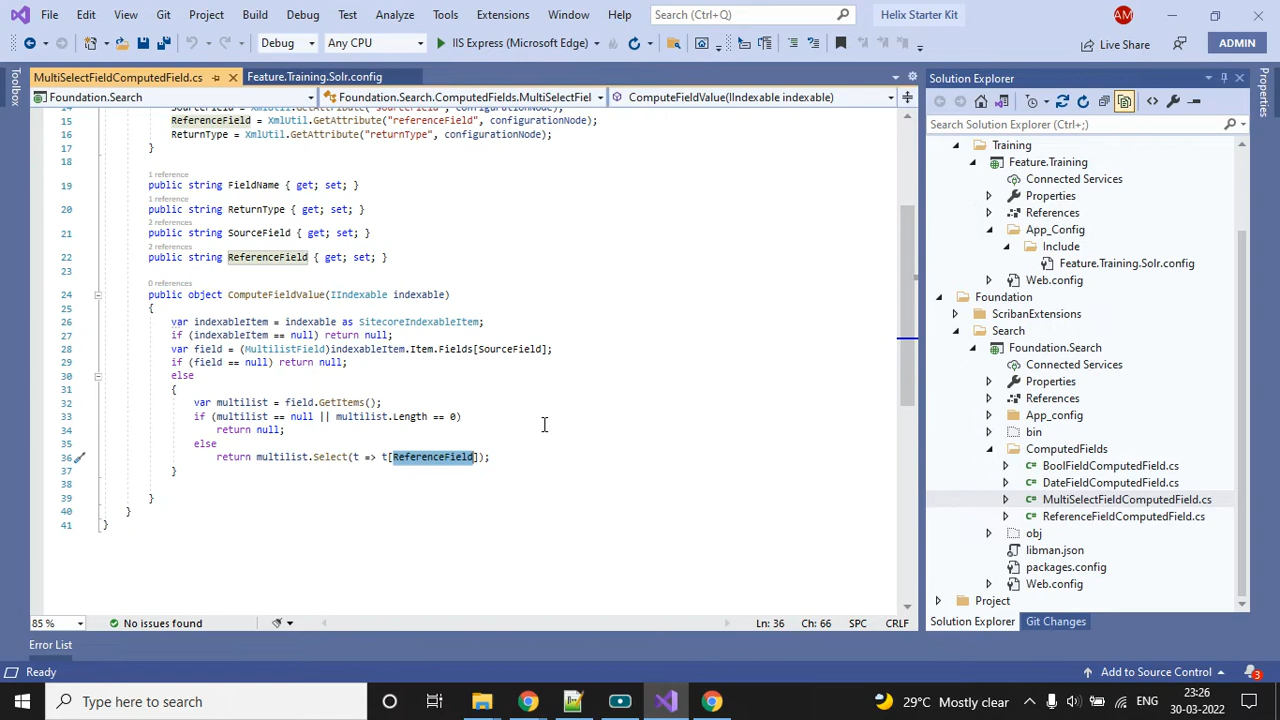 File Edit View Git Project Build Debug Test Analyze Tools Extensions Window Help Search (Ctrl+Q) Helix Starter Kit AM
Debug Any CPU IIS Express (Microsoft Edge) Live Share ADMIN
Toolbox
MultiSelectFieldComputedField.cs Feature.Training.Solr.config
Foundation.Search Foundation.Search.ComputedFields.MultiSelectFiel ComputeFieldValue(IIndexable indexable)
14 SourceField = XmlUtil.GetAttribute("sourceField", configurationNode);
15 ReferenceField = XmlUtil.GetAttribute("referenceField", configurationNode);
16 ReturnType = XmlUtil.GetAttribute("returnType", configurationNode);
17 }
18
1 reference
19 public string FieldName { get; set; }
1 reference
20 public string ReturnType { get; set; }
2 references
21 public string SourceField { get; set; }
2 references
22 public string ReferenceField { get; set; }
23
0 references
24 public object ComputeFieldValue(IIndexable indexable)
25 {
26 var indexableItem = indexable as SitecoreIndexableItem;
27 if (indexableItem == null) return null;
28 var field = (MultilistField)indexableItem.Item.Fields[SourceField];
29 if (field == null) return null;
30 else
31 {
32 var multilist = field.GetItems();
33 if (multilist == null || multilist.Length == 0)
34 return null;
35 else
36 return multilist.Select(t => t[ReferenceField]);
37 }
38
39 }
40 }
41 }
85 % No issues found Ln: 36 Ch: 66 SPC CRLF
Error List
Solution Explorer
Search Solution Explorer (Ctrl+;)
Training
Feature.Training
Connected Services
Properties
References
App_Config
Include
Feature.Training.Solr.config
Web.config
Foundation
ScribanExtensions
Search
Foundation.Search
Connected Services
Properties
References
App_Config
bin
ComputedFields
BoolFieldComputedField.cs
DateFieldComputedField.cs
MultiSelectFieldComputedField.cs
ReferenceFieldComputedField.cs
obj
libman.json
packages.config
Web.config
Project
Solution Explorer Git Changes
Properties
Ready Add to Source Control 3
Type here to search 29°C Mostly clear ENG 23:26
30-03-2022